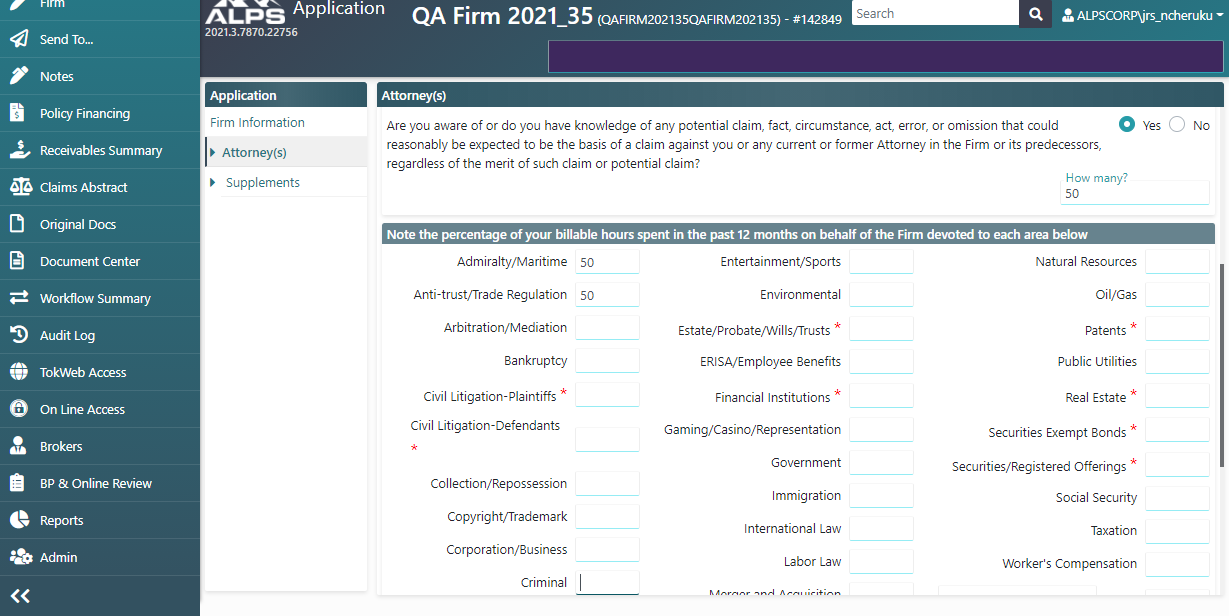 Firm
Send To...
Notes
Policy Financing
Receivables Summary
Claims Abstract
Original Docs
Document Center
Workflow Summary
Audit Log
TokWeb Access
On Line Access
Brokers
BP & Online Review
Reports
Admin
ALPS
2021.3.7870.22756
Application
QA Firm 2021_35 (QAFIRM202135QAFIRM202135) - #142849
Search
ALPSCORP\jrs_ncheruku
Application
Firm Information
Attorney(s)
Supplements
Attorney(s)
Are you aware of or do you have knowledge of any potential claim, fact, circumstance, act, error, or omission that could
reasonably be expected to be the basis of a claim against you or any current or former Attorney in the Firm or its predecessors,
regardless of the merit of such claim or potential claim?
Yes No
How many?
50
Note the percentage of your billable hours spent in the past 12 months on behalf of the Firm devoted to each area below
Admiralty/Maritime 50
Anti-trust/Trade Regulation 50
Arbitration/Mediation
Bankruptcy
Civil Litigation-Plaintiffs *
Civil Litigation-Defendants
*
Collection/Repossession
Copyright/Trademark
Corporation/Business
Criminal
Entertainment/Sports
Environmental
Estate/Probate/Wills/Trusts *
ERISA/Employee Benefits
Financial Institutions *
Gaming/Casino/Representation
Government
Immigration
International Law
Labor Law
Merger and Acquisition
Natural Resources
Oil/Gas
Patents *
Public Utilities
Real Estate *
Securities Exempt Bonds *
Securities/Registered Offerings *
Social Security
Taxation
Worker's Compensation